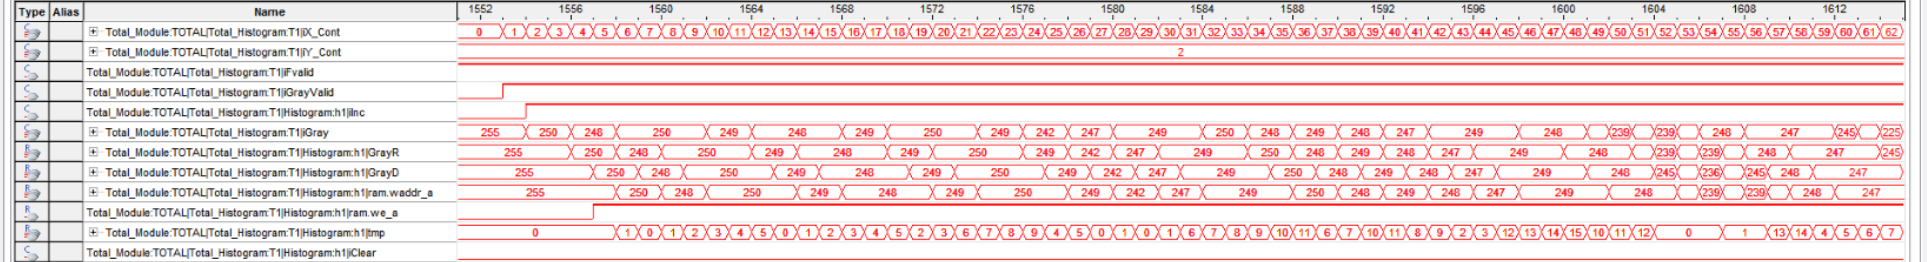 Type Alias Name 1552 1556 1560 1564 1568 1572 1576 1580 1584 1588 1592 1596 1600 1604 1608 1612
Total_Module:TOTAL|Total_Histogram:T1|iX_Cont 0 1 2 3 4 5 6 7 8 9 10 11 12 13 14 15 16 17 18 19 20 21 22 23 24 25 26 27 28 29 30 31 32 33 34 35 36 37 38 39 40 41 42 43 44 45 46 47 48 49 50 51 52 53 54 55 56 57 58 59 60 61 62
Total_Module:TOTAL|Total_Histogram:T1|iY_Cont 2
Total_Module:TOTAL|Total_Histogram:T1|iFvalid
Total_Module:TOTAL|Total_Histogram:T1|iGrayValid
Total_Module:TOTAL|Total_Histogram:T1|Histogram:h1|iInc
Total_Module:TOTAL|Total_Histogram:T1|iGray 255 250 248 250 249 248 249 250 249 242 247 249 250 248 249 248 247 249 248 239 239 248 247 245 225
Total_Module:TOTAL|Total_Histogram:T1|Histogram:h1|GrayR 255 250 248 250 249 248 249 250 249 242 247 249 250 248 249 248 247 249 248 239 239 248 247 245
Total_Module:TOTAL|Total_Histogram:T1|Histogram:h1|GrayD 255 250 248 250 249 248 249 250 249 242 247 249 250 248 249 248 247 249 248 245 236 245 248 247
Total_Module:TOTAL|Total_Histogram:T1|Histogram:h1|ram.waddr_a 255 250 248 250 249 248 249 250 249 242 247 249 250 248 249 248 247 249 248 239 239 248 247
Total_Module:TOTAL|Total_Histogram:T1|Histogram:h1|ram.we_a
Total_Module:TOTAL|Total_Histogram:T1|Histogram:h1|tmp 0 1 0 1 2 3 4 5 0 1 2 3 4 5 2 3 6 7 8 9 4 5 0 1 0 1 6 7 8 9 10 11 6 7 10 11 8 9 2 3 12 13 14 15 10 11 12 0 1 13 14 4 5 6 7
Total_Module:TOTAL|Total_Histogram:T1|Histogram:h1|iClear